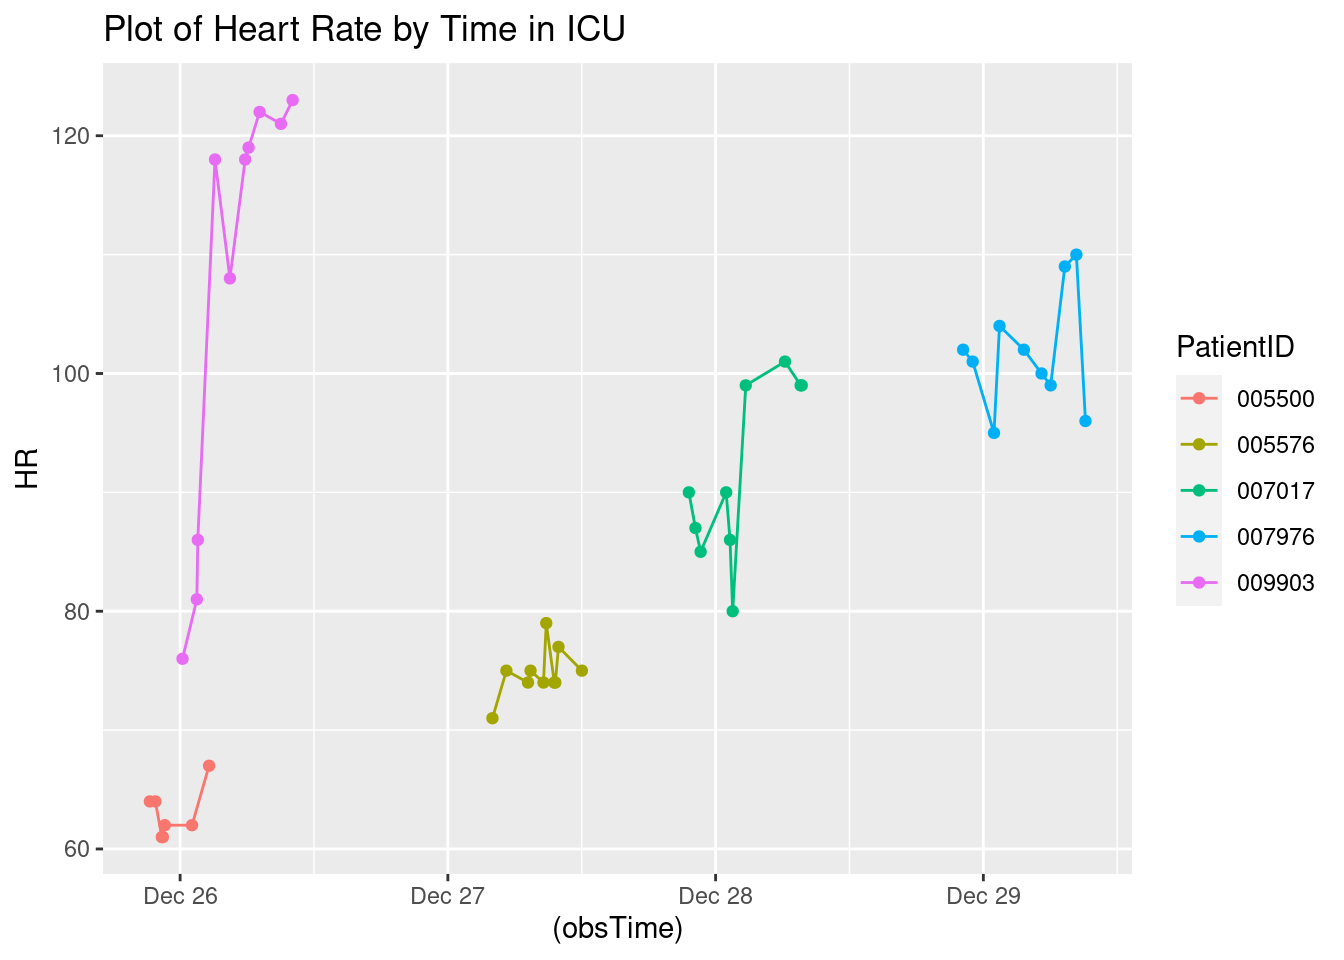 Plot of Heart Rate by Time in ICU
120
100
80
60
HR
Dec 26
Dec 27
Dec 28
Dec 29
(obsTime)
PatientID
005500
005576
007017
007976
009903